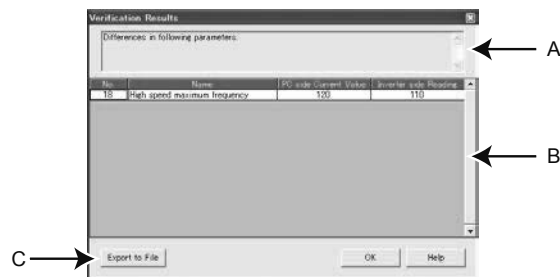 Verification Results
Differences in following parameters.
A
No. Name PC side Current Value Inverter side Reading
18 High speed maximum frequency 120 110
B
C
Export to File OK Help